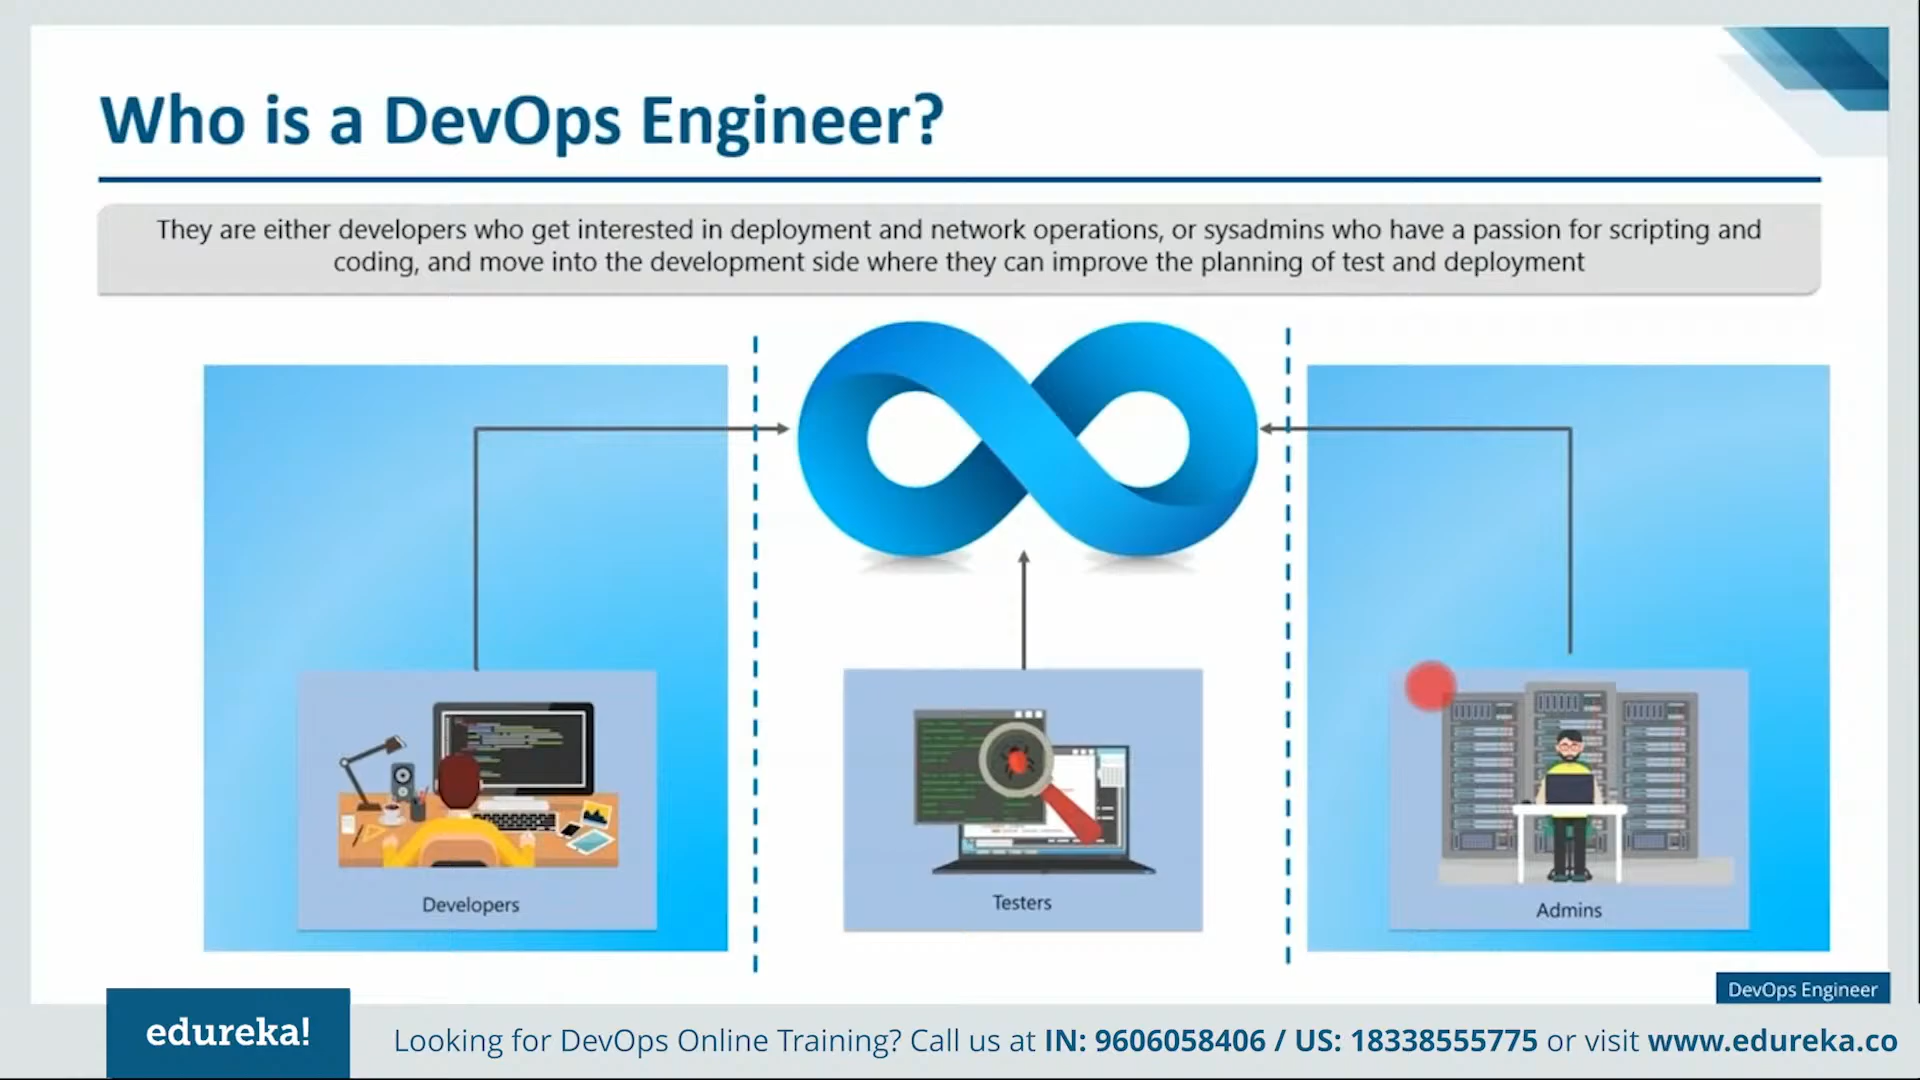 Who is a DevOps Engineer?
They are either developers who get interested in deployment and network operations, or sysadmins who have a passion for scripting and
coding, and move into the development side where they can improve the planning of test and deployment
Developers
Testers
Admins
DevOps Engineer
edureka!
Looking for DevOps Online Training? Call us at IN: 9606058406 / US: 18338555775 or visit www.edureka.co